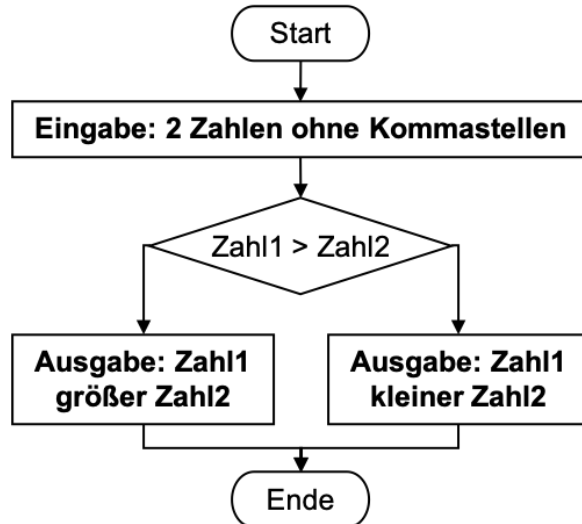 Start
Eingabe: 2 Zahlen ohne Kommastellen
Zahl1 > Zahl2
Ausgabe: Zahl1
größer Zahl2
Ausgabe: Zahl1
kleiner Zahl2
Ende